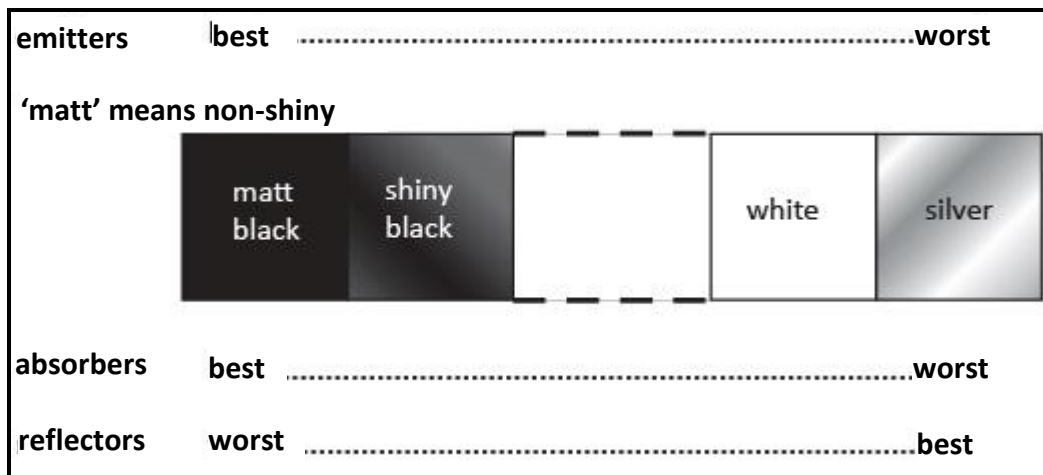 emitters best ........................ worst
'matt' means non-shiny
matt black
shiny black
white
silver
absorbers best ........................ worst
reflectors worst ........................ best